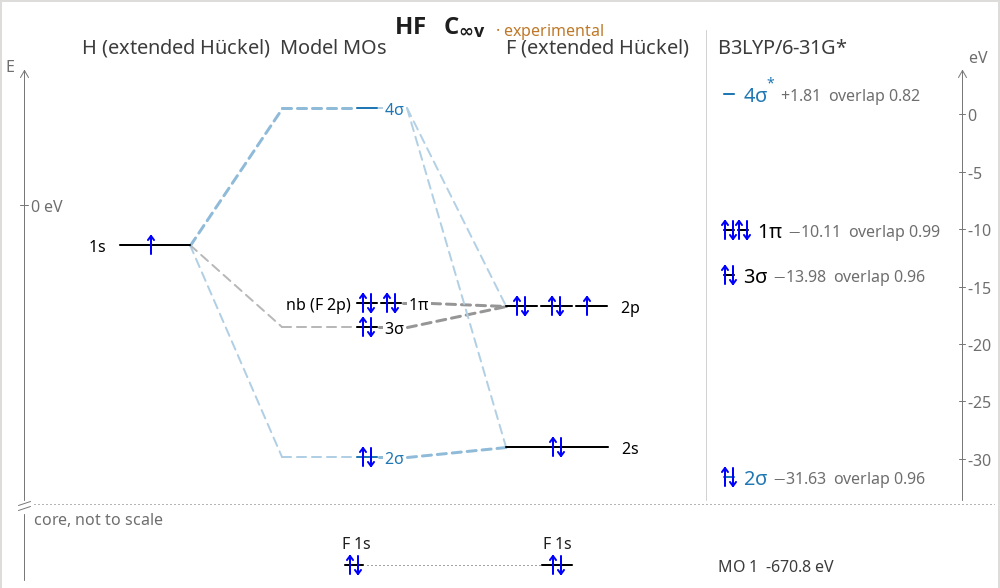 HF C∞v · experimental
H (extended Hückel) Model MOs F (extended Hückel) B3LYP/6-31G*
E eV
4σ* +1.81 overlap 0.82
4σ
0
-5
0 eV
1π −10.11 overlap 0.99
-10
1s
3σ −13.98 overlap 0.96
-15
nb (F 2p) 1π 2p
3σ
-20
-25
2s
2σ
-30
2σ −31.63 overlap 0.96
core, not to scale
F 1s F 1s
MO 1 -670.8 eV